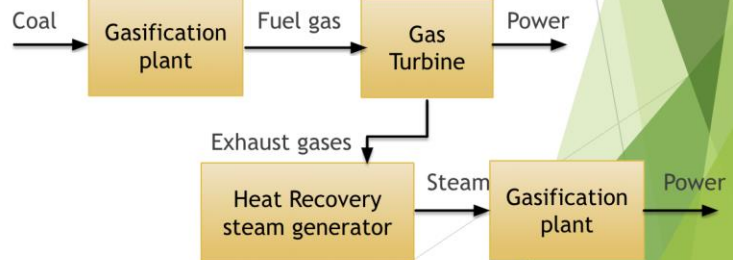 Coal
Gasification
plant
Fuel gas
Gas
Turbine
Power
Exhaust gases
Heat Recovery
steam generator
Steam
Gasification
plant
Power